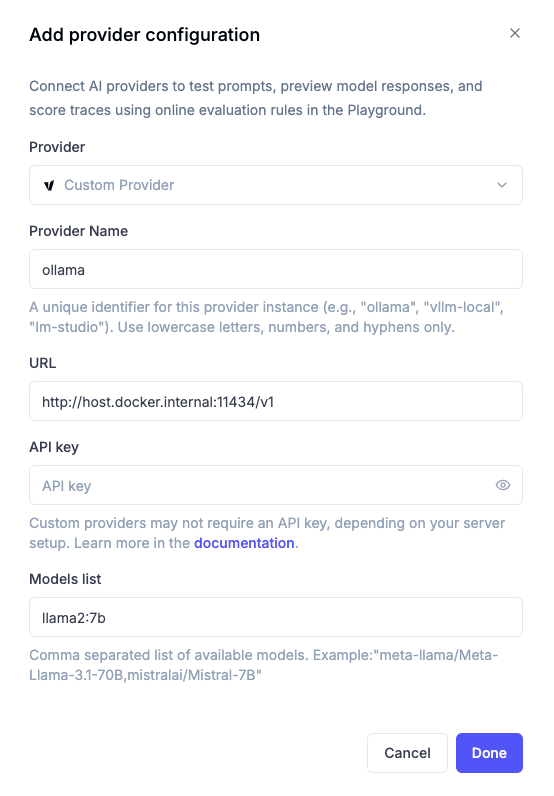 Add provider configuration
Connect AI providers to test prompts, preview model responses, and
score traces using online evaluation rules in the Playground.
Provider
Custom Provider
Provider Name
ollama
A unique identifier for this provider instance (e.g., "ollama", "vllm-local",
"lm-studio"). Use lowercase letters, numbers, and hyphens only.
URL
http://host.docker.internal:11434/v1
API key
API key
Custom providers may not require an API key, depending on your server
setup. Learn more in the documentation.
Models list
llama2:7b
Comma separated list of available models. Example:"meta-llama/Meta-
Llama-3.1-70B,mistralai/Mistral-7B"
Cancel Done